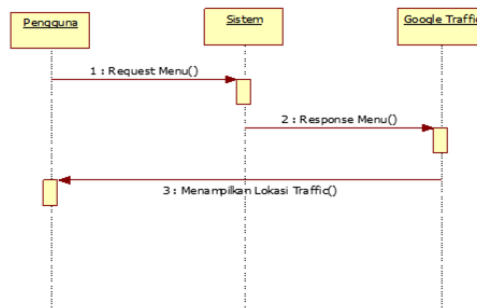 Pengguna
Sistem
Google Traffic
1 : Request Menu()
2 : Response Menu()
3 : Menampilkan Lokasi Traffic()